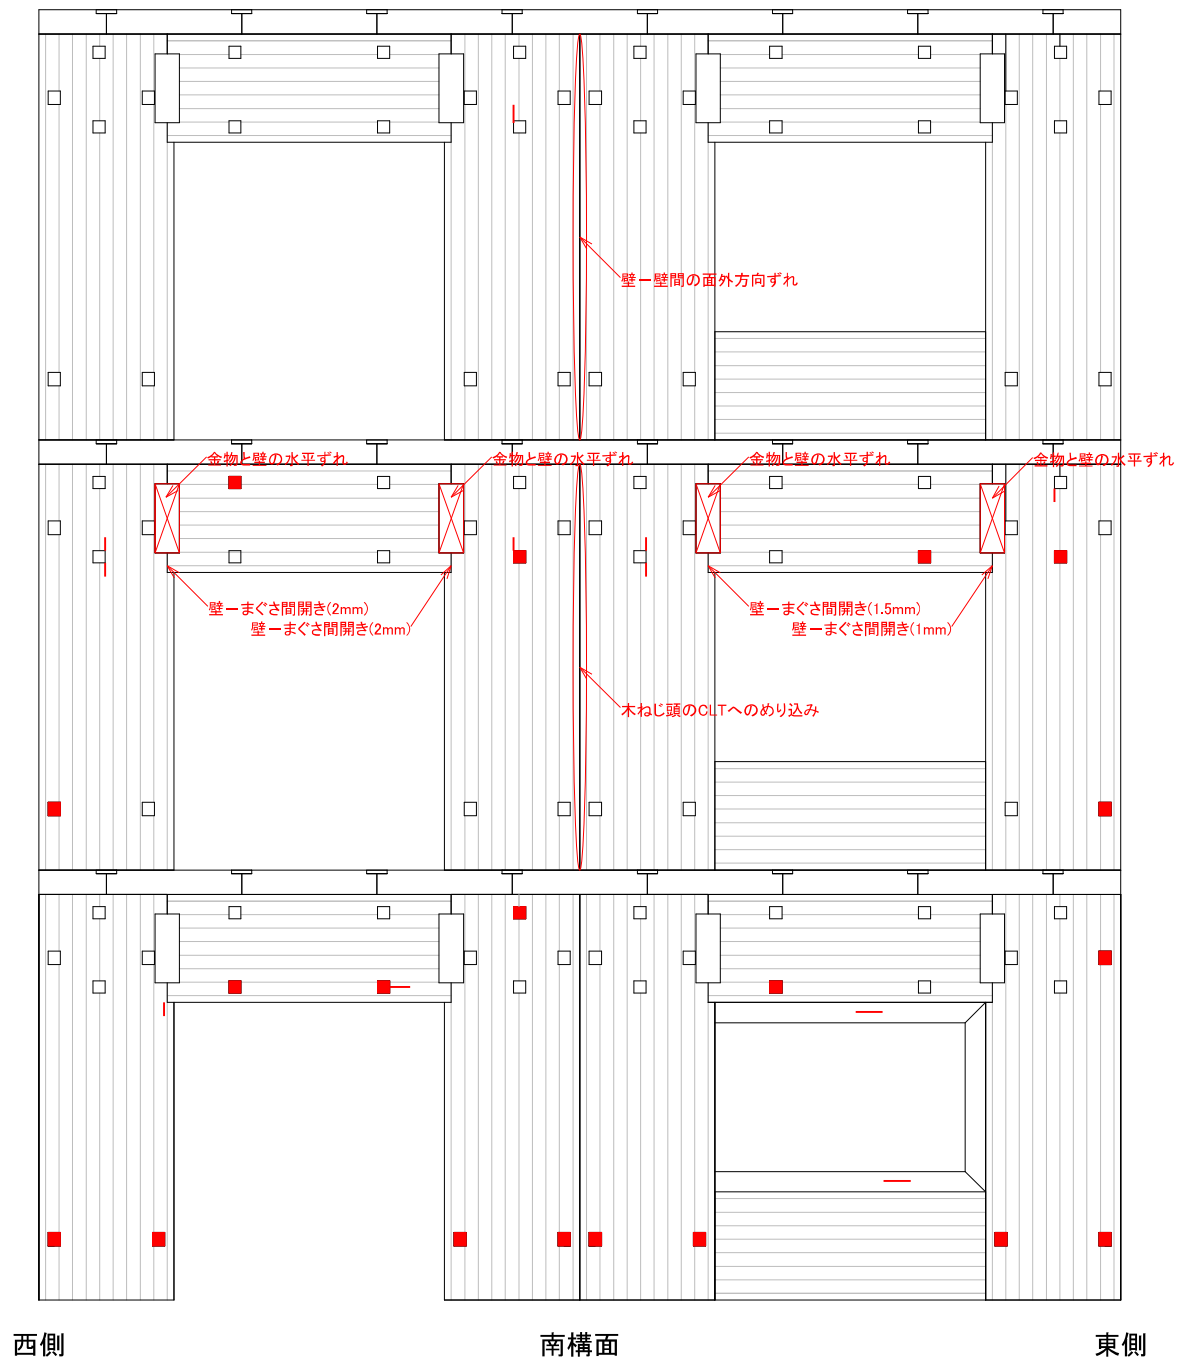 壁ー壁間の面外方向ずれ
金物と壁の水平ずれ
金物と壁の水平ずれ
金物と壁の水平ずれ
金物と壁の水平ずれ
壁ーまぐさ間開き(2mm)
壁ーまぐさ間開き(2mm)
壁ーまぐさ間開き(1.5mm)
壁ーまぐさ間開き(1mm)
木ねじ頭のCLTへのめり込み
西側
南構面
東側